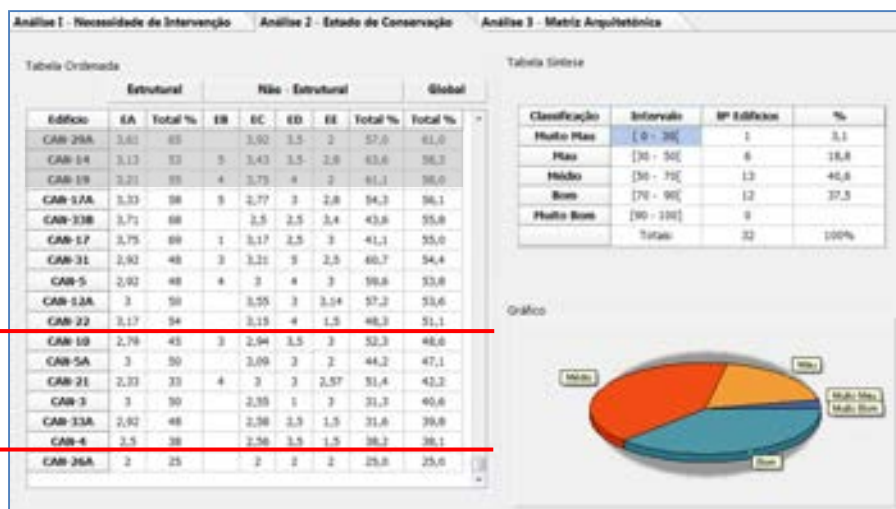 Análise I - Necessidade de Intervenção
Análise 2 - Estado de Conservação
Análise 3 - Matriz Arquitetónica
Tabela Ordenada
Estrutural Não - Estrutural Global
Edifício EA Total % EB EC ED EE Total % Total %
CAN-29A 3,61 65 3,92 3,5 2 57,0 61,0
CAN-14 3,13 53 5 3,43 3,5 2,8 63,6 58,3
CAN-19 3,21 55 4 3,75 4 2 61,1 58,0
CAN-17A 3,33 58 5 2,77 3 2,8 54,3 56,1
CAN-33B 3,71 68 2,5 2,5 3,4 43,6 55,8
CAN-17 3,75 69 1 3,17 2,5 3 41,1 55,0
CAN-31 2,92 48 3 3,21 5 2,5 60,7 54,4
CAN-5 2,92 48 4 3 4 3 59,6 53,8
CAN-12A 3 50 3,55 3 3,14 57,2 53,6
CAN-22 3,17 54 3,15 4 1,5 48,3 51,1
CAN-10 2,79 45 3 2,94 3,5 3 52,3 48,6
CAN-5A 3 50 3,09 3 2 44,2 47,1
CAN-21 2,33 33 4 3 3 2,57 51,4 42,2
CAN-3 3 50 2,55 1 3 31,3 40,6
CAN-33A 2,92 48 2,58 2,5 1,5 31,6 39,8
CAN-4 2,5 38 2,56 3,5 1,5 38,2 38,1
CAN-26A 2 25 2 2 2 25,0 25,0
Tabela Síntese
Classificação Intervalo Nº Edifícios %
Muito Mau [ 0 - 30[ 1 3,1
Mau [30 - 50[ 6 18,8
Médio [50 - 70[ 13 40,6
Bom [70 - 90[ 12 37,5
Muito Bom [90 - 100] 0
Totais 32 100%
Gráfico
Mau
Médio
Muito Mau
Muito Bom
Bom